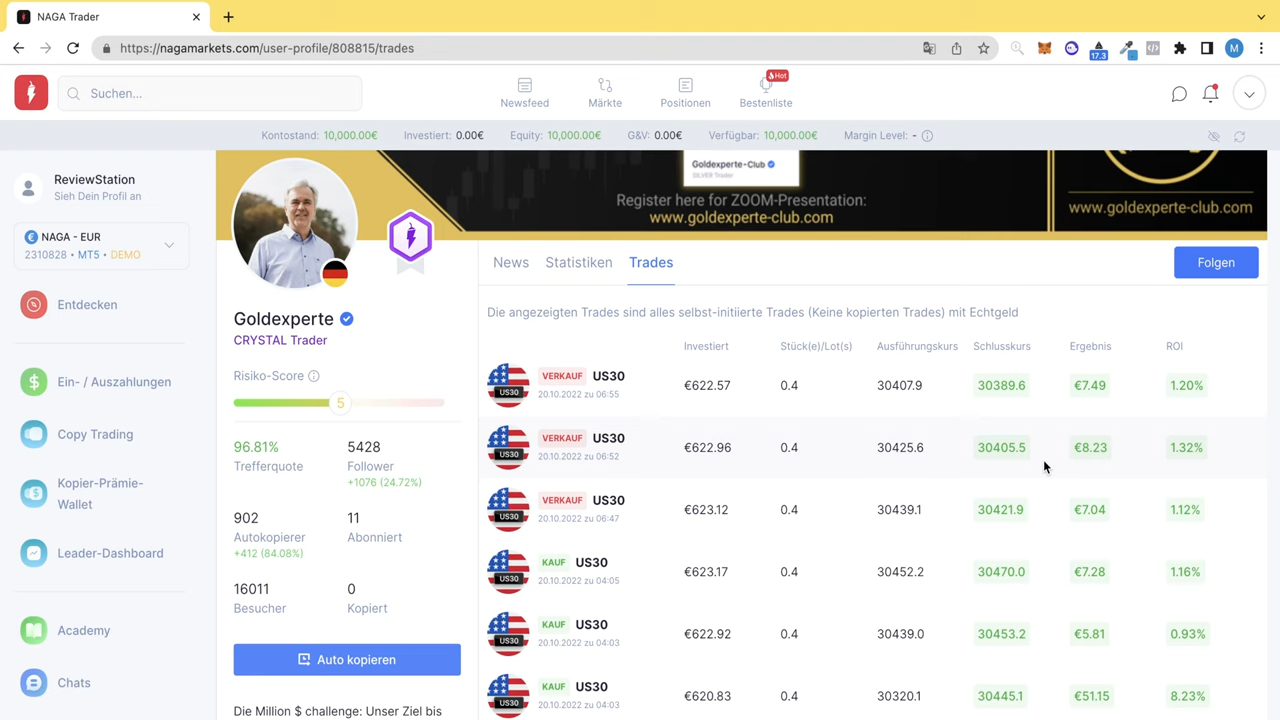 NAGA Trader
https://nagamarkets.com/user-profile/808815/trades
17.3
M
Suchen...
Newsfeed
Märkte
Positionen
Hot
Bestenliste
Kontostand: 10,000.00€ Investiert: 0.00€ Equity: 10,000.00€ G&V: 0.00€ Verfügbar: 10,000.00€ Margin Level: -
ReviewStation
Sieh Dein Profil an
NAGA - EUR
2310828 • MT5 • DEMO
Entdecken
Ein- / Auszahlungen
Copy Trading
Kopier-Prämie-
Wallet
Leader-Dashboard
Academy
Chats
Goldexperte-Club
SILVER Trader
Register here for ZOOM-Presentation:
www.goldexperte-club.com
www.goldexperte-club.com
Goldexperte
CRYSTAL Trader
Risiko-Score
5
96.81%
Trefferquote
5428
Follower
+1076 (24.72%)
902
Autokopierer
+412 (84.08%)
11
Abonniert
16011
Besucher
0
Kopiert
Auto kopieren
Die Million $ challenge: Unser Ziel bis
News Statistiken Trades
Folgen
Die angezeigten Trades sind alles selbst-initiierte Trades (Keine kopierten Trades) mit Echtgeld
Investiert Stück(e)/Lot(s) Ausführungskurs Schlusskurs Ergebnis ROI
US30 VERKAUF US30 €622.57 0.4 30407.9 30389.6 €7.49 1.20%
20.10.2022 zu 06:55
US30 VERKAUF US30 €622.96 0.4 30425.6 30405.5 €8.23 1.32%
20.10.2022 zu 06:52
US30 VERKAUF US30 €623.12 0.4 30439.1 30421.9 €7.04 1.12%
20.10.2022 zu 06:47
US30 KAUF US30 €623.17 0.4 30452.2 30470.0 €7.28 1.16%
20.10.2022 zu 04:05
US30 KAUF US30 €622.92 0.4 30439.0 30453.2 €5.81 0.93%
20.10.2022 zu 04:03
US30 KAUF US30 €620.83 0.4 30320.1 30445.1 €51.15 8.23%
20.10.2022 zu 04:03